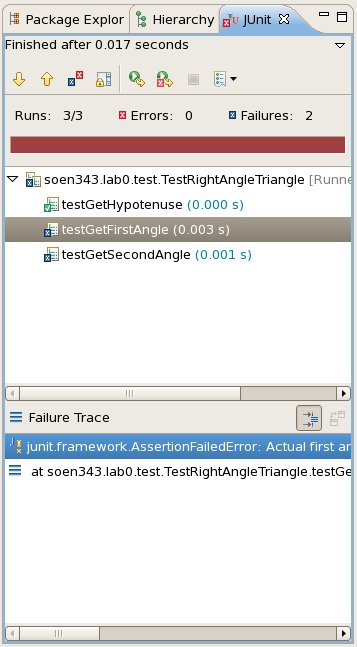 Package Explor Hierarchy JUnit
Finished after 0.017 seconds
Runs: 3/3 Errors: 0 Failures: 2
soen343.lab0.test.TestRightAngleTriangle [Runne
testGetHypotenuse (0.000 s)
testGetFirstAngle (0.003 s)
testGetSecondAngle (0.001 s)
Failure Trace
junit.framework.AssertionFailedError: Actual first an
at soen343.lab0.test.TestRightAngleTriangle.testGe